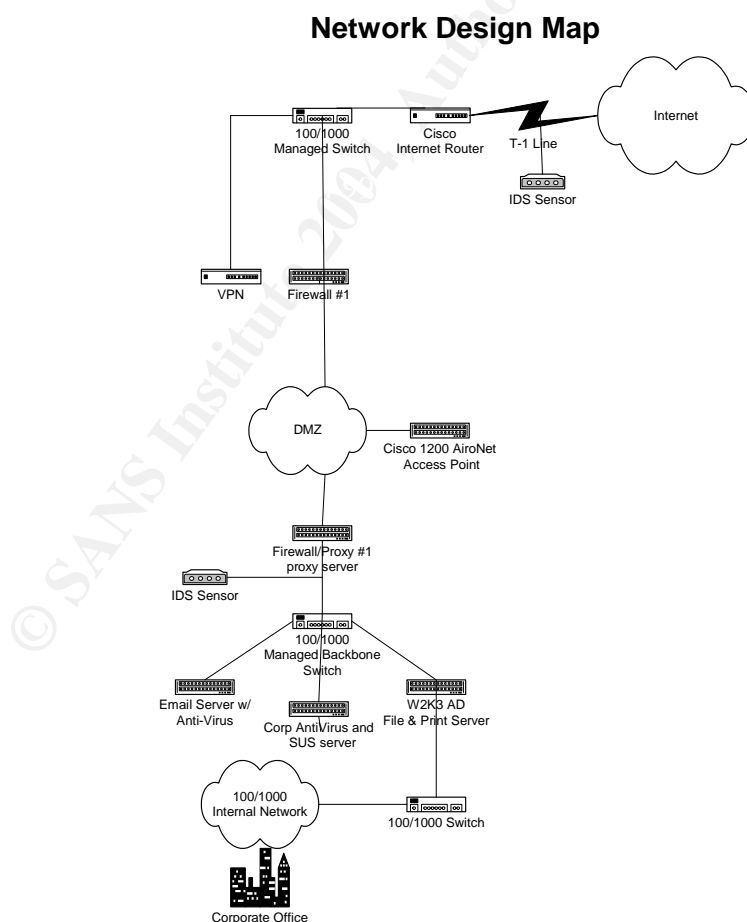 Network Design Map
Internet
100/1000
Managed Switch
Cisco
Internet Router
T-1 Line
IDS Sensor
VPN
Firewall #1
DMZ
Cisco 1200 AiroNet
Access Point
Firewall/Proxy #1
proxy server
IDS Sensor
100/1000
Managed Backbone
Switch
Email Server w/
Anti-Virus
Corp AntiVirus and
SUS server
W2K3 AD
File & Print Server
100/1000
Internal Network
100/1000 Switch
Corporate Office
© SANS Institute 2004, Autho